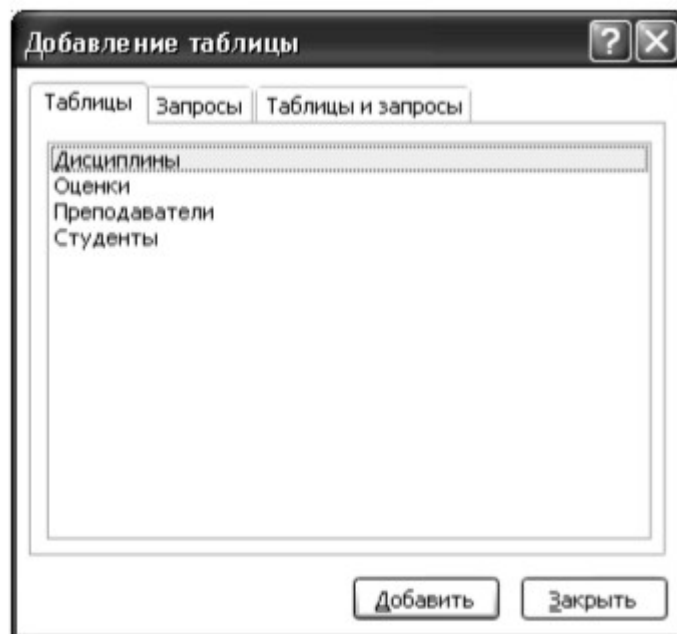 Добавление таблицы
Таблицы Запросы Таблицы и запросы
Дисциплины
Оценки
Преподаватели
Студенты
Добавить Закрыть